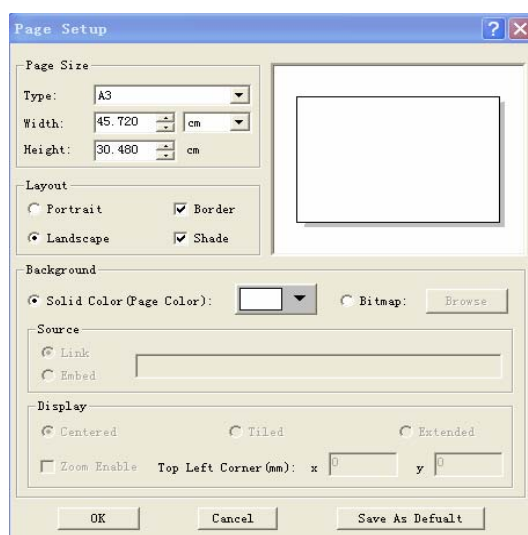 Page Setup
Page Size
Type: A3
Width: 45.720 cm
Height: 30.480 cm
Layout
Portrait Border
Landscape Shade
Background
Solid Color(Page Color): Bitmap: Browse
Source
Link
Embed
Display
Centered Tiled Extended
Zoom Enable Top Left Corner(mm): x 0 y 0
OK Cancel Save As Defualt